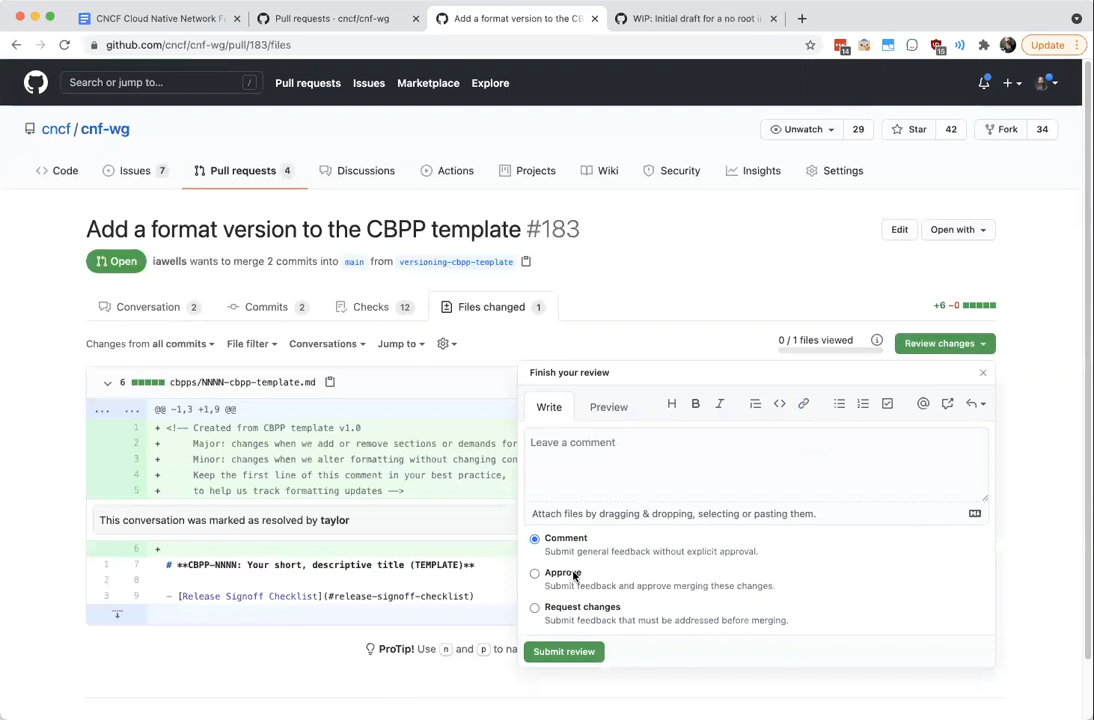 CNCF Cloud Native Network F
Pull requests · cncf/cnf-wg
Add a format version to the CB
WIP: Initial draft for a no root i
github.com/cncf/cnf-wg/pull/183/files
14
18
Update
Search or jump to...
/
Pull requests
Issues
Marketplace
Explore
cncf / cnf-wg
Unwatch
29
Star
42
Fork
34
Code
Issues 7
Pull requests 4
Discussions
Actions
Projects
Wiki
Security
Insights
Settings
Add a format version to the CBPP template #183
Edit
Open with
Open
iawells wants to merge 2 commits into main from versioning-cbpp-template
Conversation 2
Commits 2
Checks 12
Files changed 1
+6 −0
Changes from all commits
File filter
Conversations
Jump to
0 / 1 files viewed
Review changes
6
cbpps/NNNN-cbpp-template.md
... ... @@ -1,3 +1,9 @@
1 + <!-- Created from CBPP template v1.0
2 + Major: changes when we add or remove sections or demands for
3 + Minor: changes when we alter formatting without changing con
4 + Keep the first line of this comment in your best practice,
5 + to help us track formatting updates -->
This conversation was marked as resolved by taylor
6 +
1 7 # **CBPP-NNNN: Your short, descriptive title (TEMPLATE)**
2 8
3 9 - [Release Signoff Checklist](#release-signoff-checklist)
ProTip! Use n and p to na
Finish your review
Write
Preview
H B I
Leave a comment
Attach files by dragging & dropping, selecting or pasting them.
Comment
Submit general feedback without explicit approval.
Approve
Submit feedback and approve merging these changes.
Request changes
Submit feedback that must be addressed before merging.
Submit review